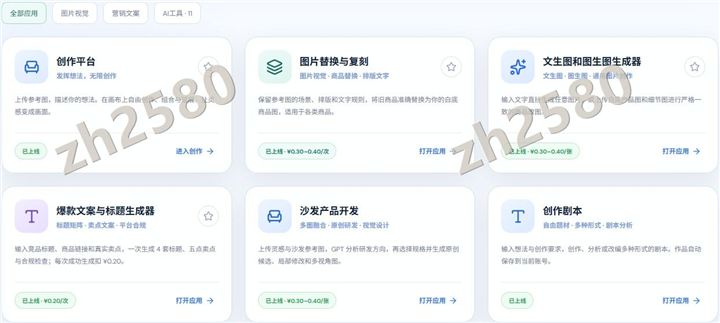 全部应用 图片视觉 营销文案 AI工具 · 11
创作平台
发挥想法，无限创作
上传参考图，描述你的想法。在画布上自由创作、组合与
感变成画面。
已上线 进入创作 →
图片替换与复刻
图片视觉 · 商品替换 · 排版文字
保留参考图的场景、排版和文字规则，将旧商品准确替换为你的白底
商品图，适用于各类商品。
已上线 · ¥0.30–0.40/次 打开应用 →
文生图和图生图生成器
文生图 · 图生图 ·
输入文字直接 任意图片， 品图和细节图进行严格
一致
已上线 · ¥0.30–0.40/张 打开应用 →
爆款文案与标题生成器
标题矩阵 · 卖点文案 · 平台合规
输入竞品标题、商品链接和真实卖点，一次生成 4 套标题、五点卖点
与合规检查；每次成功生成扣 ¥0.20。
已上线 · ¥0.20/次 打开应用 →
沙发产品开发
多图融合 · 原创研发 · 视觉设计
上传灵感与沙发参考图，GPT 分析研发方向，再选择规格并生成原创
候选、局部修改和多视角图。
已上线 · ¥0.30–0.40/张 打开应用 →
创作剧本
自由题材 · 多种形式 · 剧本分析
输入想法与创作要求，创作、分析或改编多种形式的剧本，作品自动
保存到当前账号。
已上线 打开应用 →
zh2580
zh2580